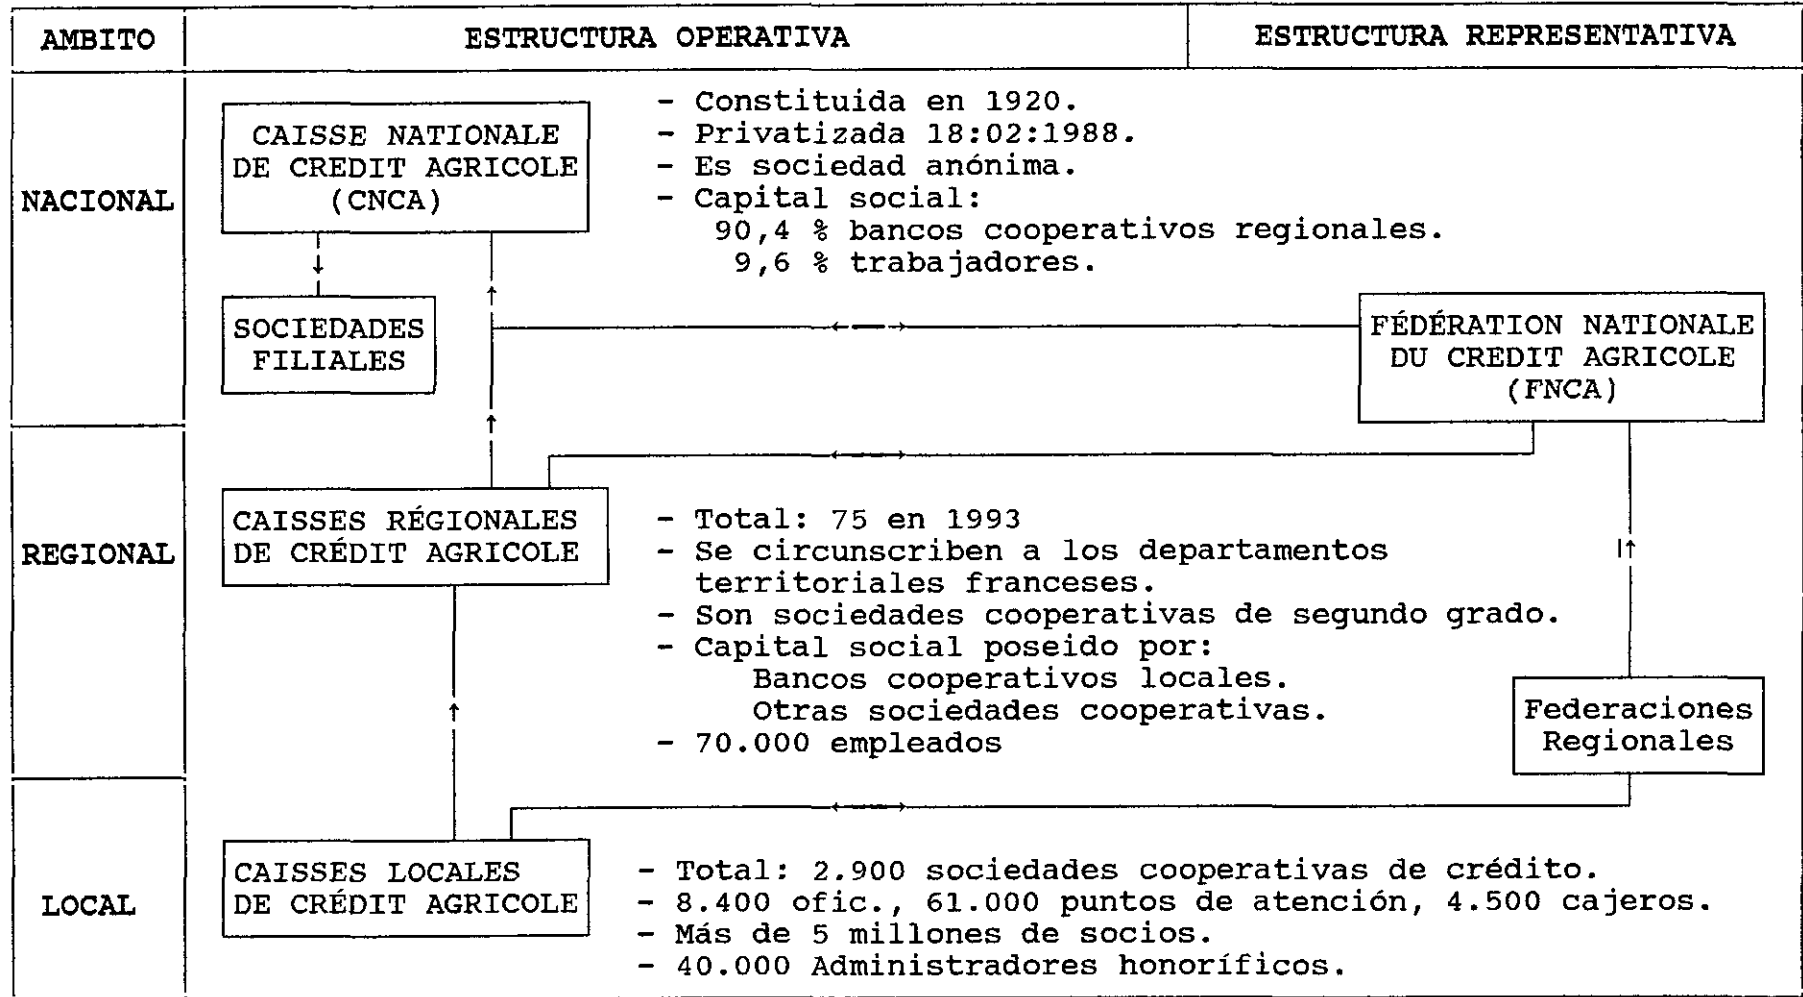 AMBITO
ESTRUCTURA OPERATIVA
ESTRUCTURA REPRESENTATIVA
NACIONAL
CAISSE NATIONALE
DE CREDIT AGRICOLE
(CNCA)
- Constituida en 1920.
- Privatizada 18:02:1988.
- Es sociedad anónima.
- Capital social:
90,4 % bancos cooperativos regionales.
9,6 % trabajadores.
SOCIEDADES
FILIALES
FÉDÉRATION NATIONALE
DU CREDIT AGRICOLE
(FNCA)
REGIONAL
CAISSES RÉGIONALES
DE CRÉDIT AGRICOLE
- Total: 75 en 1993
- Se circunscriben a los departamentos
territoriales franceses.
- Son sociedades cooperativas de segundo grado.
- Capital social poseido por:
Bancos cooperativos locales.
Otras sociedades cooperativas.
- 70.000 empleados
Federaciones
Regionales
LOCAL
CAISSES LOCALES
DE CRÉDIT AGRICOLE
- Total: 2.900 sociedades cooperativas de crédito.
- 8.400 ofic., 61.000 puntos de atención, 4.500 cajeros.
- Más de 5 millones de socios.
- 40.000 Administradores honoríficos.